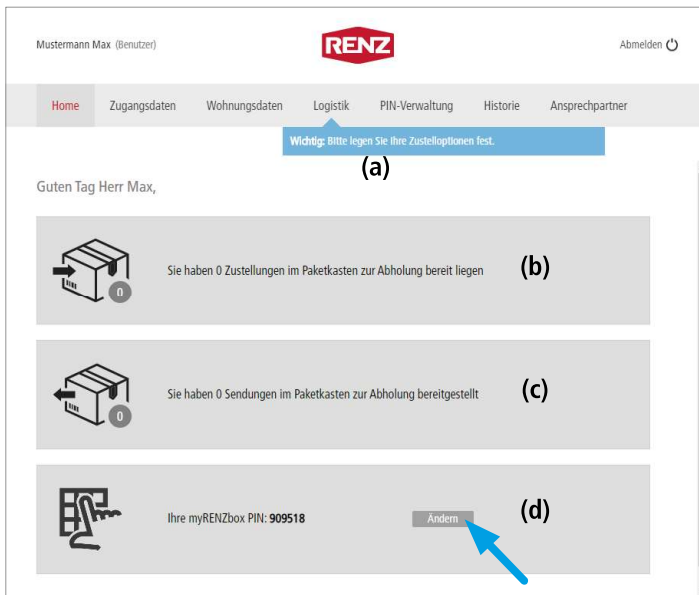 Mustermann Max (Benutzer)
RENZ
Abmelden
Home Zugangsdaten Wohnungsdaten Logistik PIN-Verwaltung Historie Ansprechpartner
Wichtig: Bitte legen Sie Ihre Zustelloptionen fest.
(a)
Guten Tag Herr Max,
0
Sie haben 0 Zustellungen im Paketkasten zur Abholung bereit liegen
(b)
0
Sie haben 0 Sendungen im Paketkasten zur Abholung bereitgestellt
(c)
Ihre myRENZbox PIN: 909518
Ändern
(d)